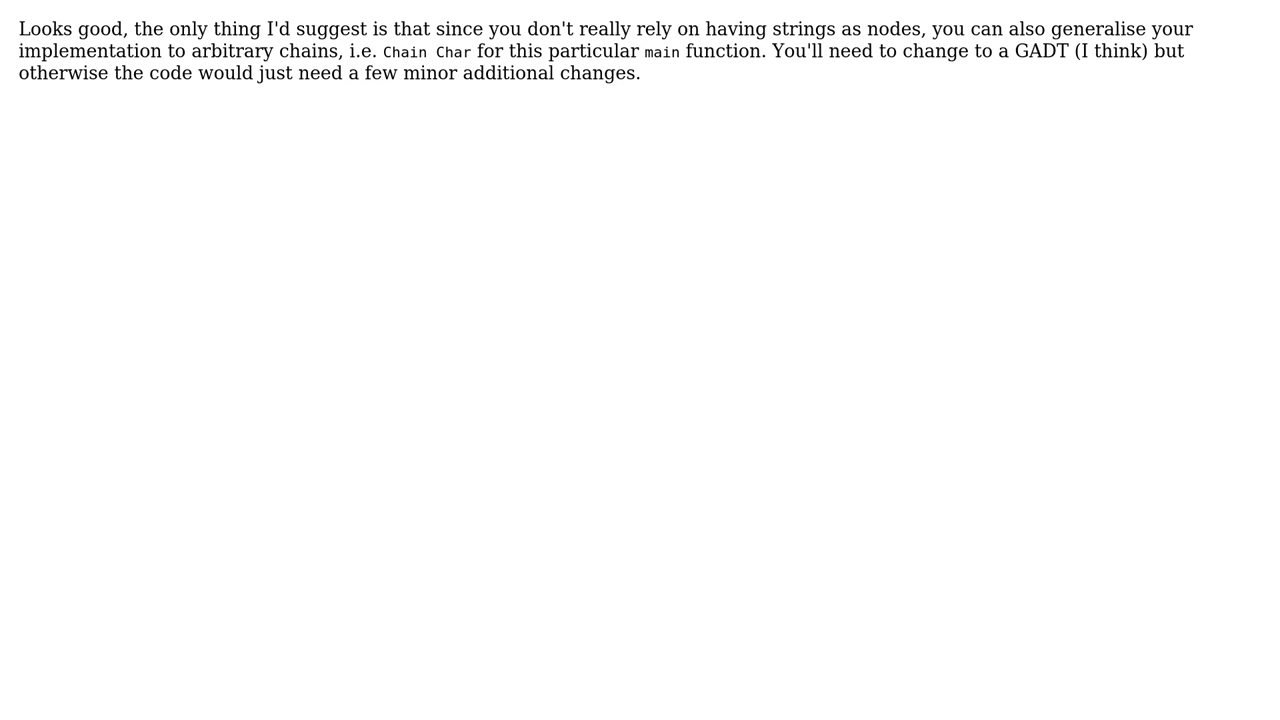 Looks good, the only thing I'd suggest is that since you don't really rely on having strings as nodes, you can also generalise your
implementation to arbitrary chains, i.e. Chain Char for this particular main function. You'll need to change to a GADT (I think) but
otherwise the code would just need a few minor additional changes.